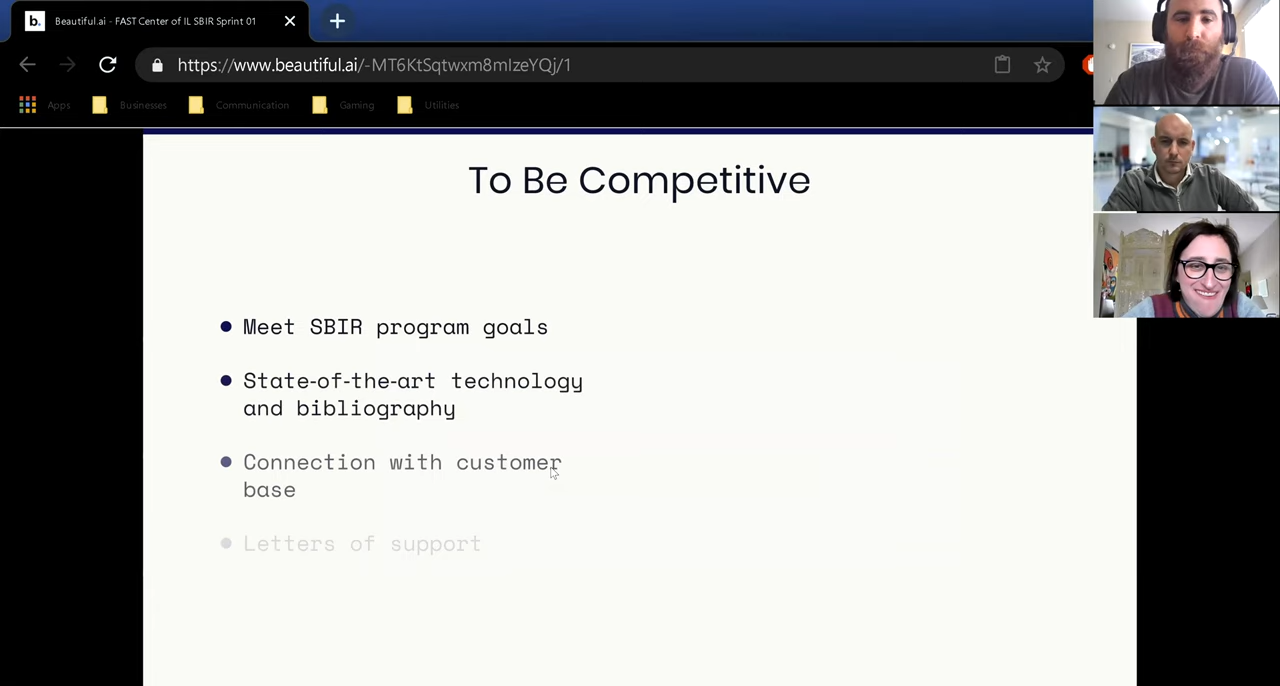 b. Beautiful.ai - FAST Center of IL SBIR Sprint 01
https://www.beautiful.ai/-MT6KtSqtwxm8mIzeYQj/1
Apps Businesses Communication Gaming Utilities
To Be Competitive
Meet SBIR program goals
State-of-the-art technology
and bibliography
Connection with customer
base
Letters of support